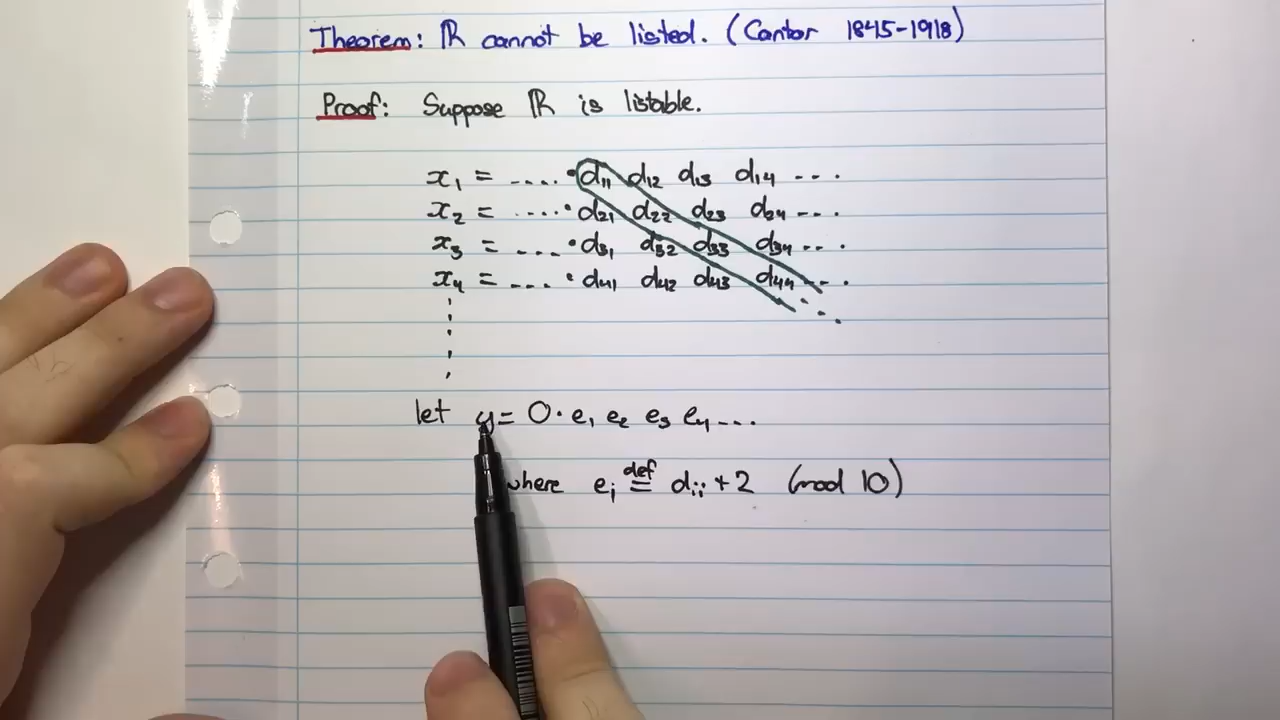 Theorem: ℝ cannot be listed. (Cantor 1845-1918)
Proof: Suppose ℝ is listable.
x₁ = ....·d₁₁ d₁₂ d₁₃ d₁₄ ...
x₂ = ....·d₂₁ d₂₂ d₂₃ d₂₄ ...
x₃ = ....·d₃₁ d₃₂ d₃₃ d₃₄ ...
x₄ = ....·d₄₁ d₄₂ d₄₃ d₄₄ ...
let y = 0·e₁ e₂ e₃ e₄ ...
where eᵢ ≝ dᵢᵢ + 2 (mod 10)